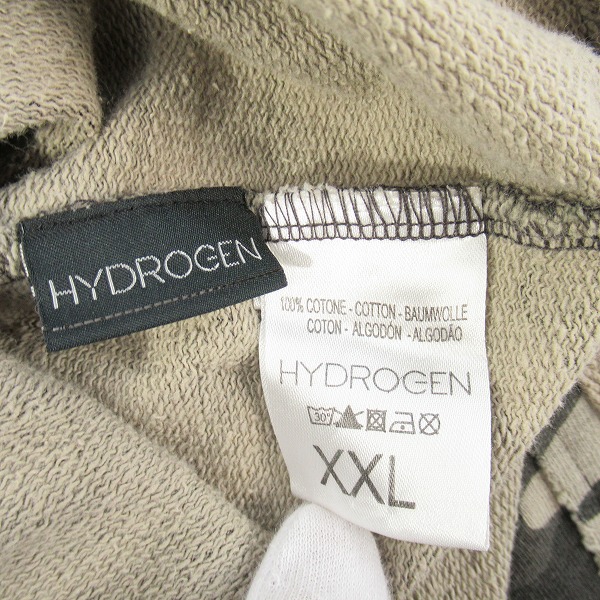 HYDROGEN
100% COTONE - COTTON - BAUMWOLLE
COTON - ALGODÓN - ALGODÃO
HYDROGEN
30°
XXL